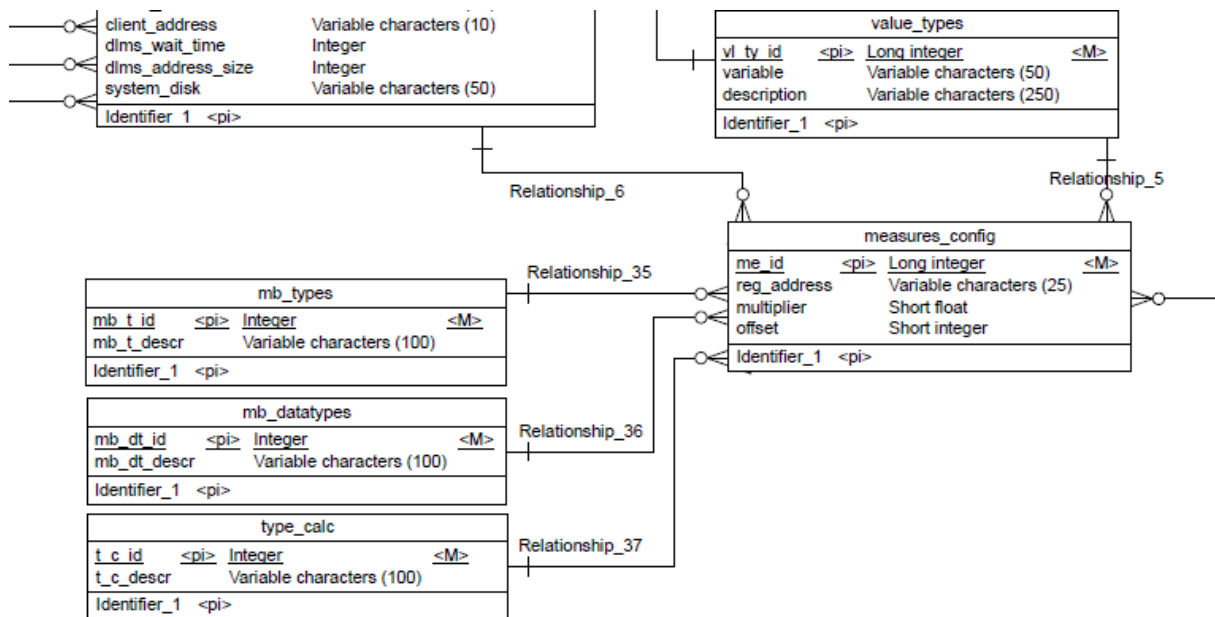 client_address Variable characters (10)
dlms_wait_time Integer
dlms_address_size Integer
system_disk Variable characters (50)
Identifier_1 <pi>
value_types
vl_ty_id <pi> Long integer <M>
variable Variable characters (50)
description Variable characters (250)
Identifier_1 <pi>
Relationship_6
Relationship_5
measures_config
me_id <pi> Long integer <M>
reg_address Variable characters (25)
multiplier Short float
offset Short integer
Identifier_1 <pi>
Relationship_35
mb_types
mb_t_id <pi> Integer <M>
mb_t_descr Variable characters (100)
Identifier_1 <pi>
mb_datatypes
mb_dt_id <pi> Integer <M>
mb_dt_descr Variable characters (100)
Identifier_1 <pi>
Relationship_36
type_calc
t_c_id <pi> Integer <M>
t_c_descr Variable characters (100)
Identifier_1 <pi>
Relationship_37